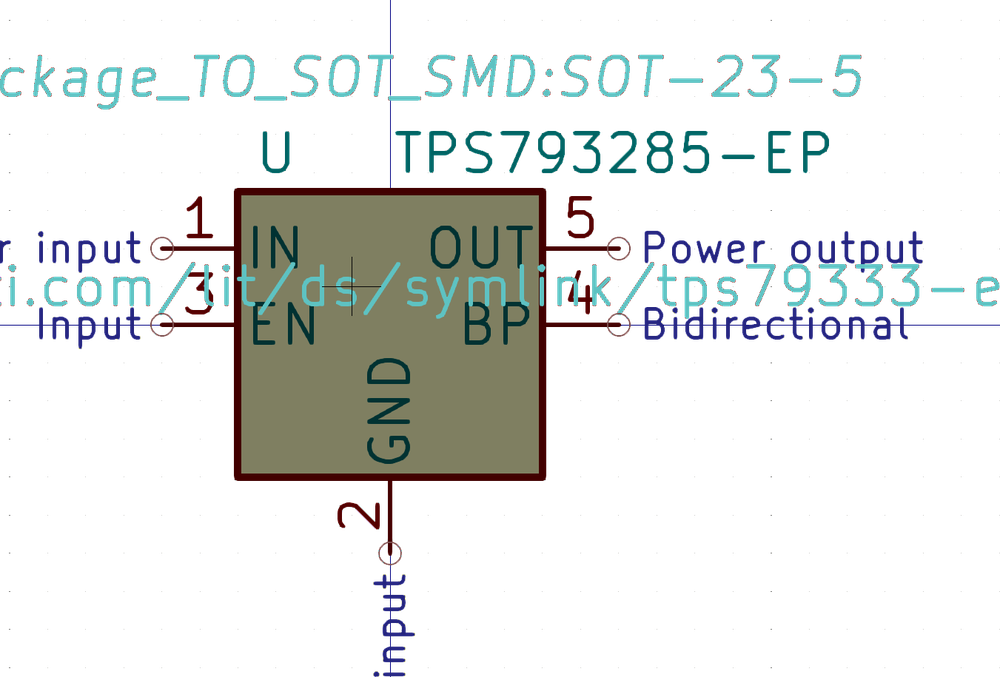 ckage_TO_SOT_SMD:SOT-23-5
U TPS793285-EP
r input 1 IN OUT 5 Power output
ti.com/lit/ds/symlink/tps79333-e
Input 3 EN BP 4 Bidirectional
GND
2
input